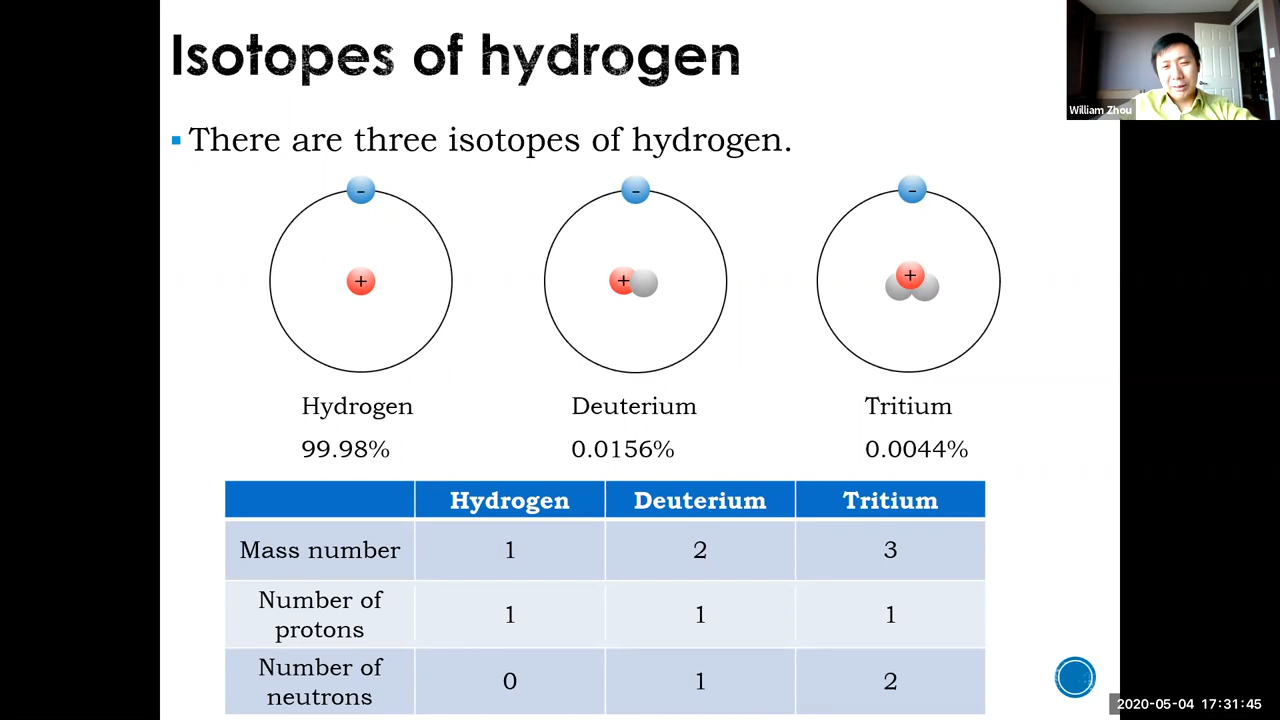 Isotopes of hydrogen
William Zhou
▪ There are three isotopes of hydrogen.
- - -
+ + +
Hydrogen Deuterium Tritium
99.98% 0.0156% 0.0044%
Hydrogen Deuterium Tritium
Mass number 1 2 3
Number of
protons 1 1 1
Number of
neutrons 0 1 2
2020-05-04 17:31:45